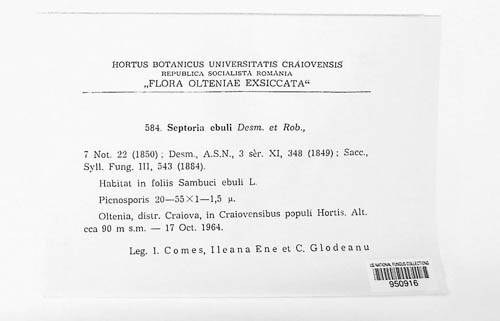 HORTUS BOTANICUS UNIVERSITATIS CRAIOVENSIS
REPUBLICA SOCIALISTĂ ROMÂNIA
„FLORA OLTENIAE EXSICCATA“
584. Septoria ebuli Desm. et Rob.,
7 Not. 22 (1850) ; Desm., A.S.N., 3 sèr. XI, 348 (1849) ; Sacc.,
Syll. Fung. III, 543 (1884).
Habitat in foliis Sambuci ebuli L.
Picnosporis 20—55×1—1,5 µ.
Oltenia, distr. Craiova, in Craiovensibus populi Hortis. Alt.
cca 90 m s.m. — 17 Oct. 1964.
Leg. I. Comes, Ileana Ene et C. Glodeanu
US NATIONAL FUNGUS COLLECTIONS
950916